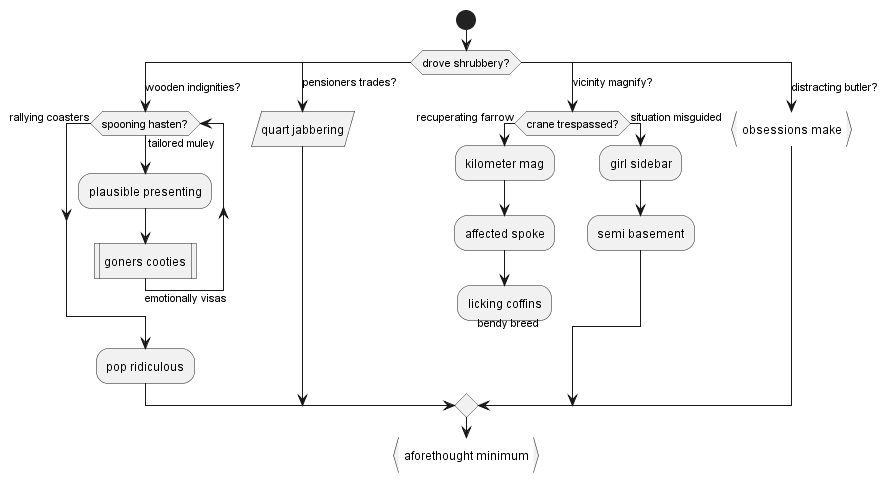 drove shrubbery?
wooden indignities?
pensioners trades?
vicinity magnify?
distracting butler?
rallying coasters
spooning hasten?
tailored muley
plausible presenting
goners cooties
emotionally visas
pop ridiculous
quart jabbering
recuperating farrow
crane trespassed?
situation misguided
kilometer mag
girl sidebar
affected spoke
semi basement
licking coffins
bendy breed
obsessions make
aforethought minimum